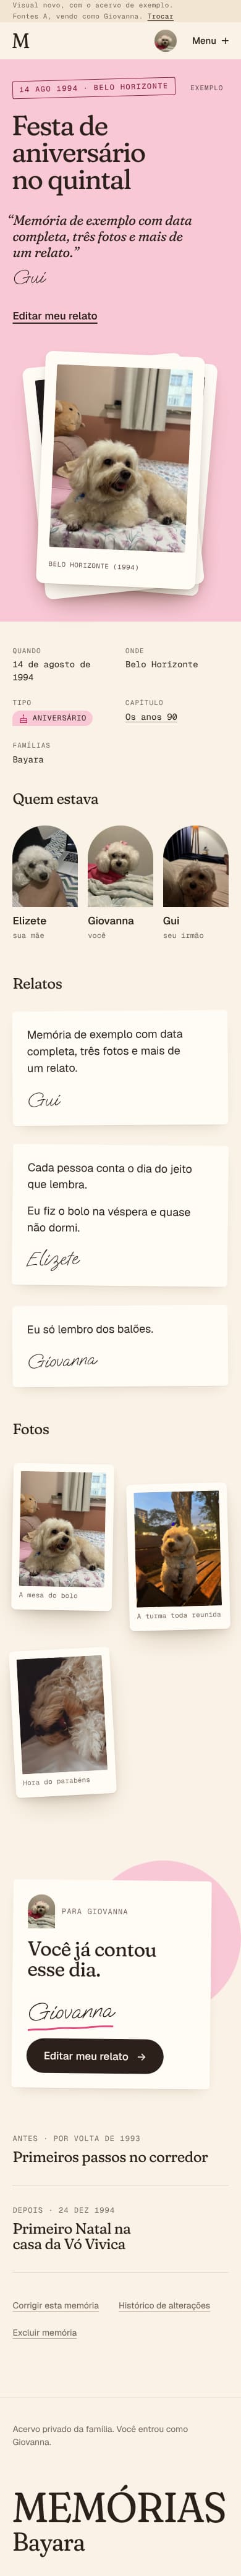 Visual novo, com o acervo de exemplo.
Fontes A, vendo como Giovanna. Trocar
M
Menu +
14 AGO 1994 · BELO HORIZONTE
EXEMPLO
Festa de
aniversário
no quintal
“Memória de exemplo com data
completa, três fotos e mais de
um relato.”
Gui
Editar meu relato
BELO HORIZONTE (1994)
QUANDO
14 de agosto de
1994
ONDE
Belo Horizonte
TIPO
ANIVERSÁRIO
CAPÍTULO
Os anos 90
FAMÍLIAS
Bayara
Quem estava
Elizete
sua mãe
Giovanna
você
Gui
seu irmão
Relatos
Memória de exemplo com data
completa, três fotos e mais de
um relato.
Gui
Cada pessoa conta o dia do jeito
que lembra.
Eu fiz o bolo na véspera e quase
não dormi.
Elizete
Eu só lembro dos balões.
Giovanna
Fotos
A mesa do bolo
A turma toda reunida
Hora do parabéns
PARA GIOVANNA
Você já contou
esse dia.
Giovanna
Editar meu relato →
ANTES · POR VOLTA DE 1993
Primeiros passos no corredor
DEPOIS · 24 DEZ 1994
Primeiro Natal na
casa da Vó Vivica
Corrigir esta memória
Histórico de alterações
Excluir memória
Acervo privado da família. Você entrou como
Giovanna.
MEMÓRIAS
Bayara